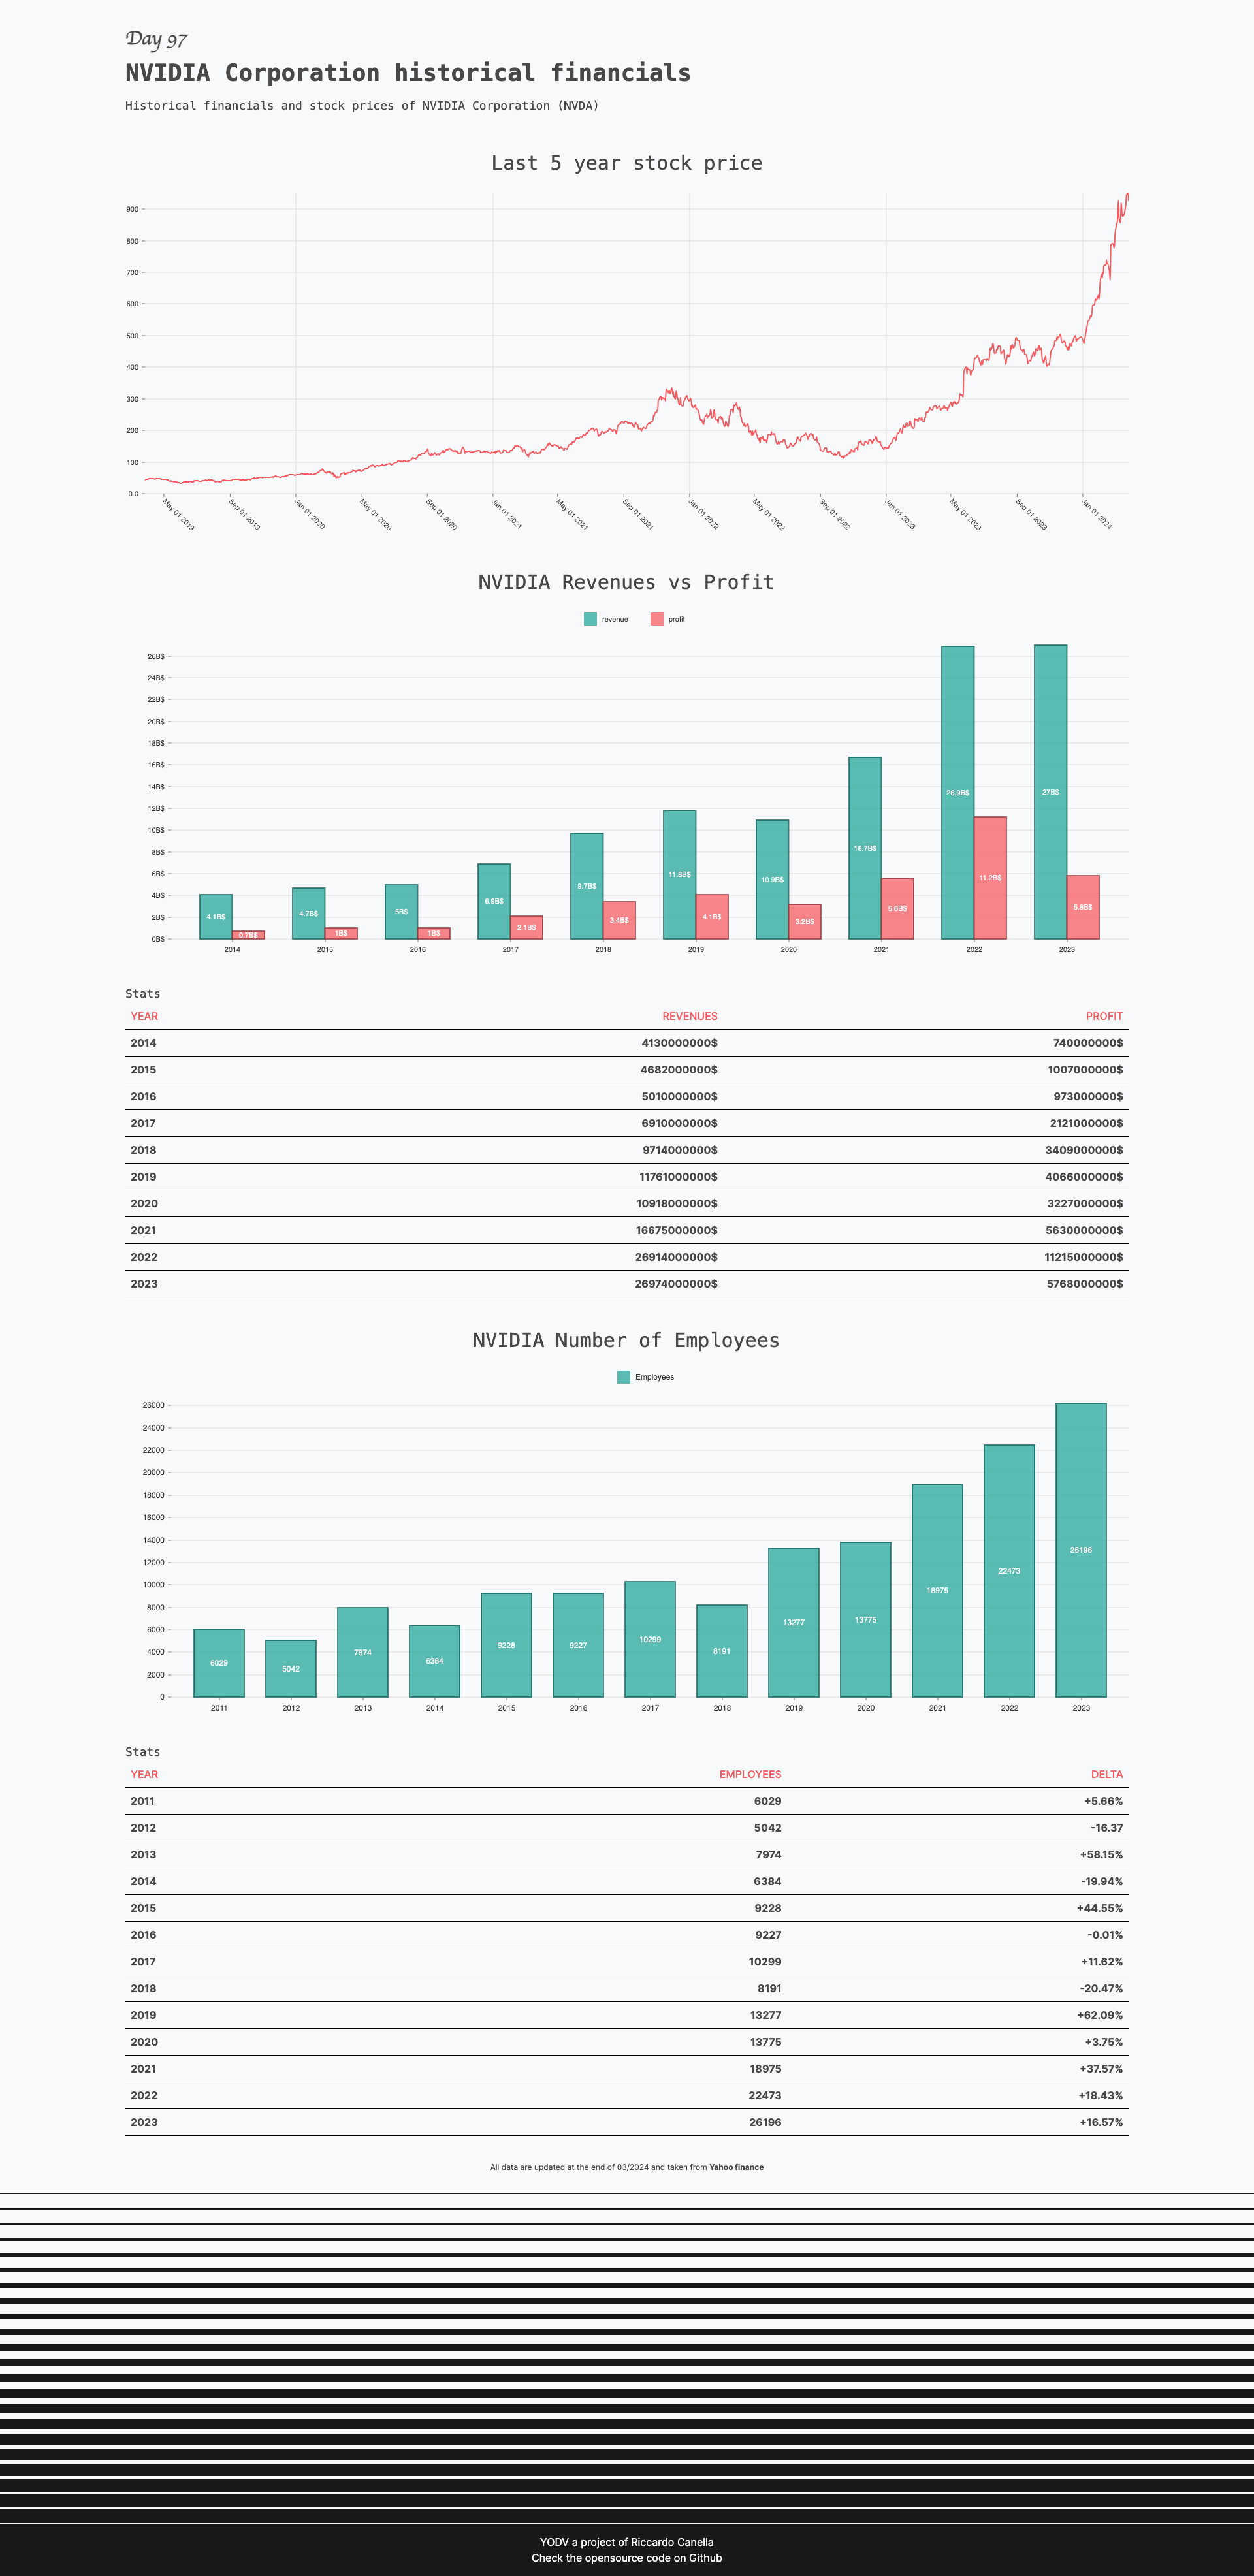 Day 97
NVIDIA Corporation historical financials
Historical financials and stock prices of NVIDIA Corporation (NVDA)
Last 5 year stock price
900
800
700
600
500
400
300
200
100
0.0
May 01 2019 Sep 01 2019 Jan 01 2020 May 01 2020 Sep 01 2020 Jan 01 2021 May 01 2021 Sep 01 2021 Jan 01 2022 May 01 2022 Sep 01 2022 Jan 01 2023 May 01 2023 Sep 01 2023 Jan 01 2024
NVIDIA Revenues vs Profit
revenue profit
26B$
24B$
22B$
20B$
18B$
16B$
14B$
12B$
10B$
8B$
6B$
4B$
2B$
0B$
4.1B$ 0.7B$ 4.7B$ 1B$ 5B$ 1B$ 6.9B$ 2.1B$ 9.7B$ 3.4B$ 11.8B$ 4.1B$ 10.9B$ 3.2B$ 16.7B$ 5.6B$ 26.9B$ 11.2B$ 27B$ 5.8B$
2014 2015 2016 2017 2018 2019 2020 2021 2022 2023
Stats
YEAR REVENUES PROFIT
2014 4130000000$ 740000000$
2015 4682000000$ 1007000000$
2016 5010000000$ 973000000$
2017 6910000000$ 2121000000$
2018 9714000000$ 3409000000$
2019 11761000000$ 4066000000$
2020 10918000000$ 3227000000$
2021 16675000000$ 5630000000$
2022 26914000000$ 11215000000$
2023 26974000000$ 5768000000$
NVIDIA Number of Employees
Employees
26000
24000
22000
20000
18000
16000
14000
12000
10000
8000
6000
4000
2000
0
6029 5042 7974 6384 9228 9227 10299 8191 13277 13775 18975 22473 26196
2011 2012 2013 2014 2015 2016 2017 2018 2019 2020 2021 2022 2023
Stats
YEAR EMPLOYEES DELTA
2011 6029 +5.66%
2012 5042 -16.37
2013 7974 +58.15%
2014 6384 -19.94%
2015 9228 +44.55%
2016 9227 -0.01%
2017 10299 +11.62%
2018 8191 -20.47%
2019 13277 +62.09%
2020 13775 +3.75%
2021 18975 +37.57%
2022 22473 +18.43%
2023 26196 +16.57%
All data are updated at the end of 03/2024 and taken from Yahoo finance
YODV a project of Riccardo Canella
Check the opensource code on Github